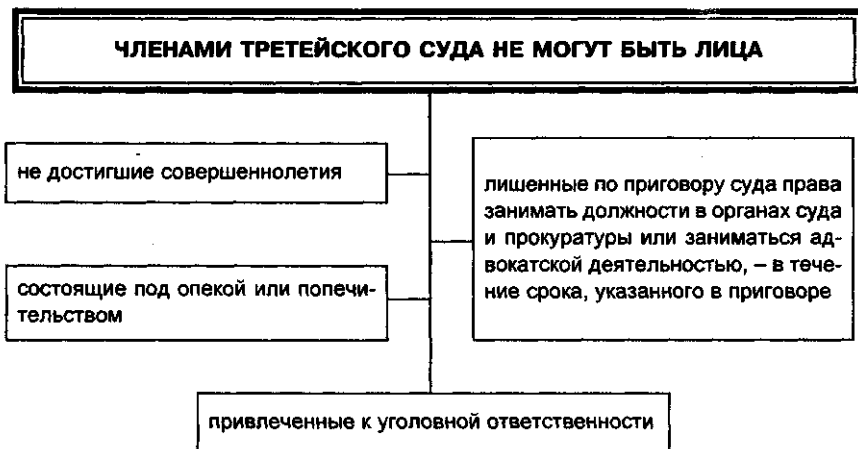 ЧЛЕНАМИ ТРЕТЕЙСКОГО СУДА НЕ МОГУТ БЫТЬ ЛИЦА
не достигшие совершеннолетия
состоящие под опекой или попечи-
тельством
лишенные по приговору суда права
занимать должности в органах суда
и прокуратуры или заниматься ад-
вокатской деятельностью, – в тече-
ние срока, указанного в приговоре
привлеченные к уголовной ответственности